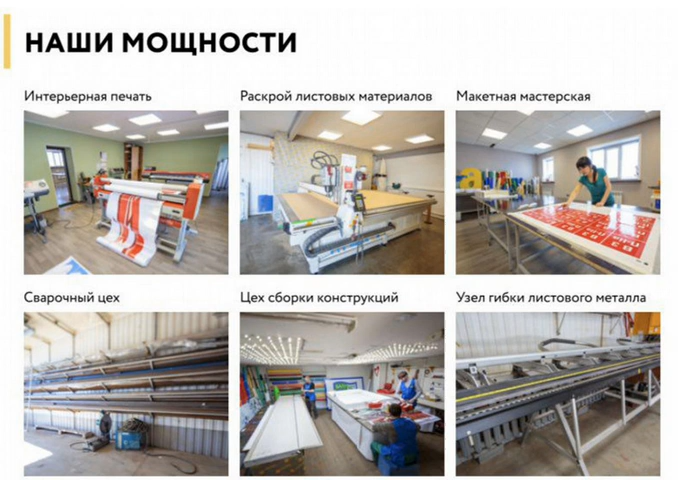 НАШИ МОЩНОСТИ
Интерьерная печать
Раскрой листовых материалов
Макетная мастерская
Сварочный цех
Цех сборки конструкций
Узел гибки листового металла